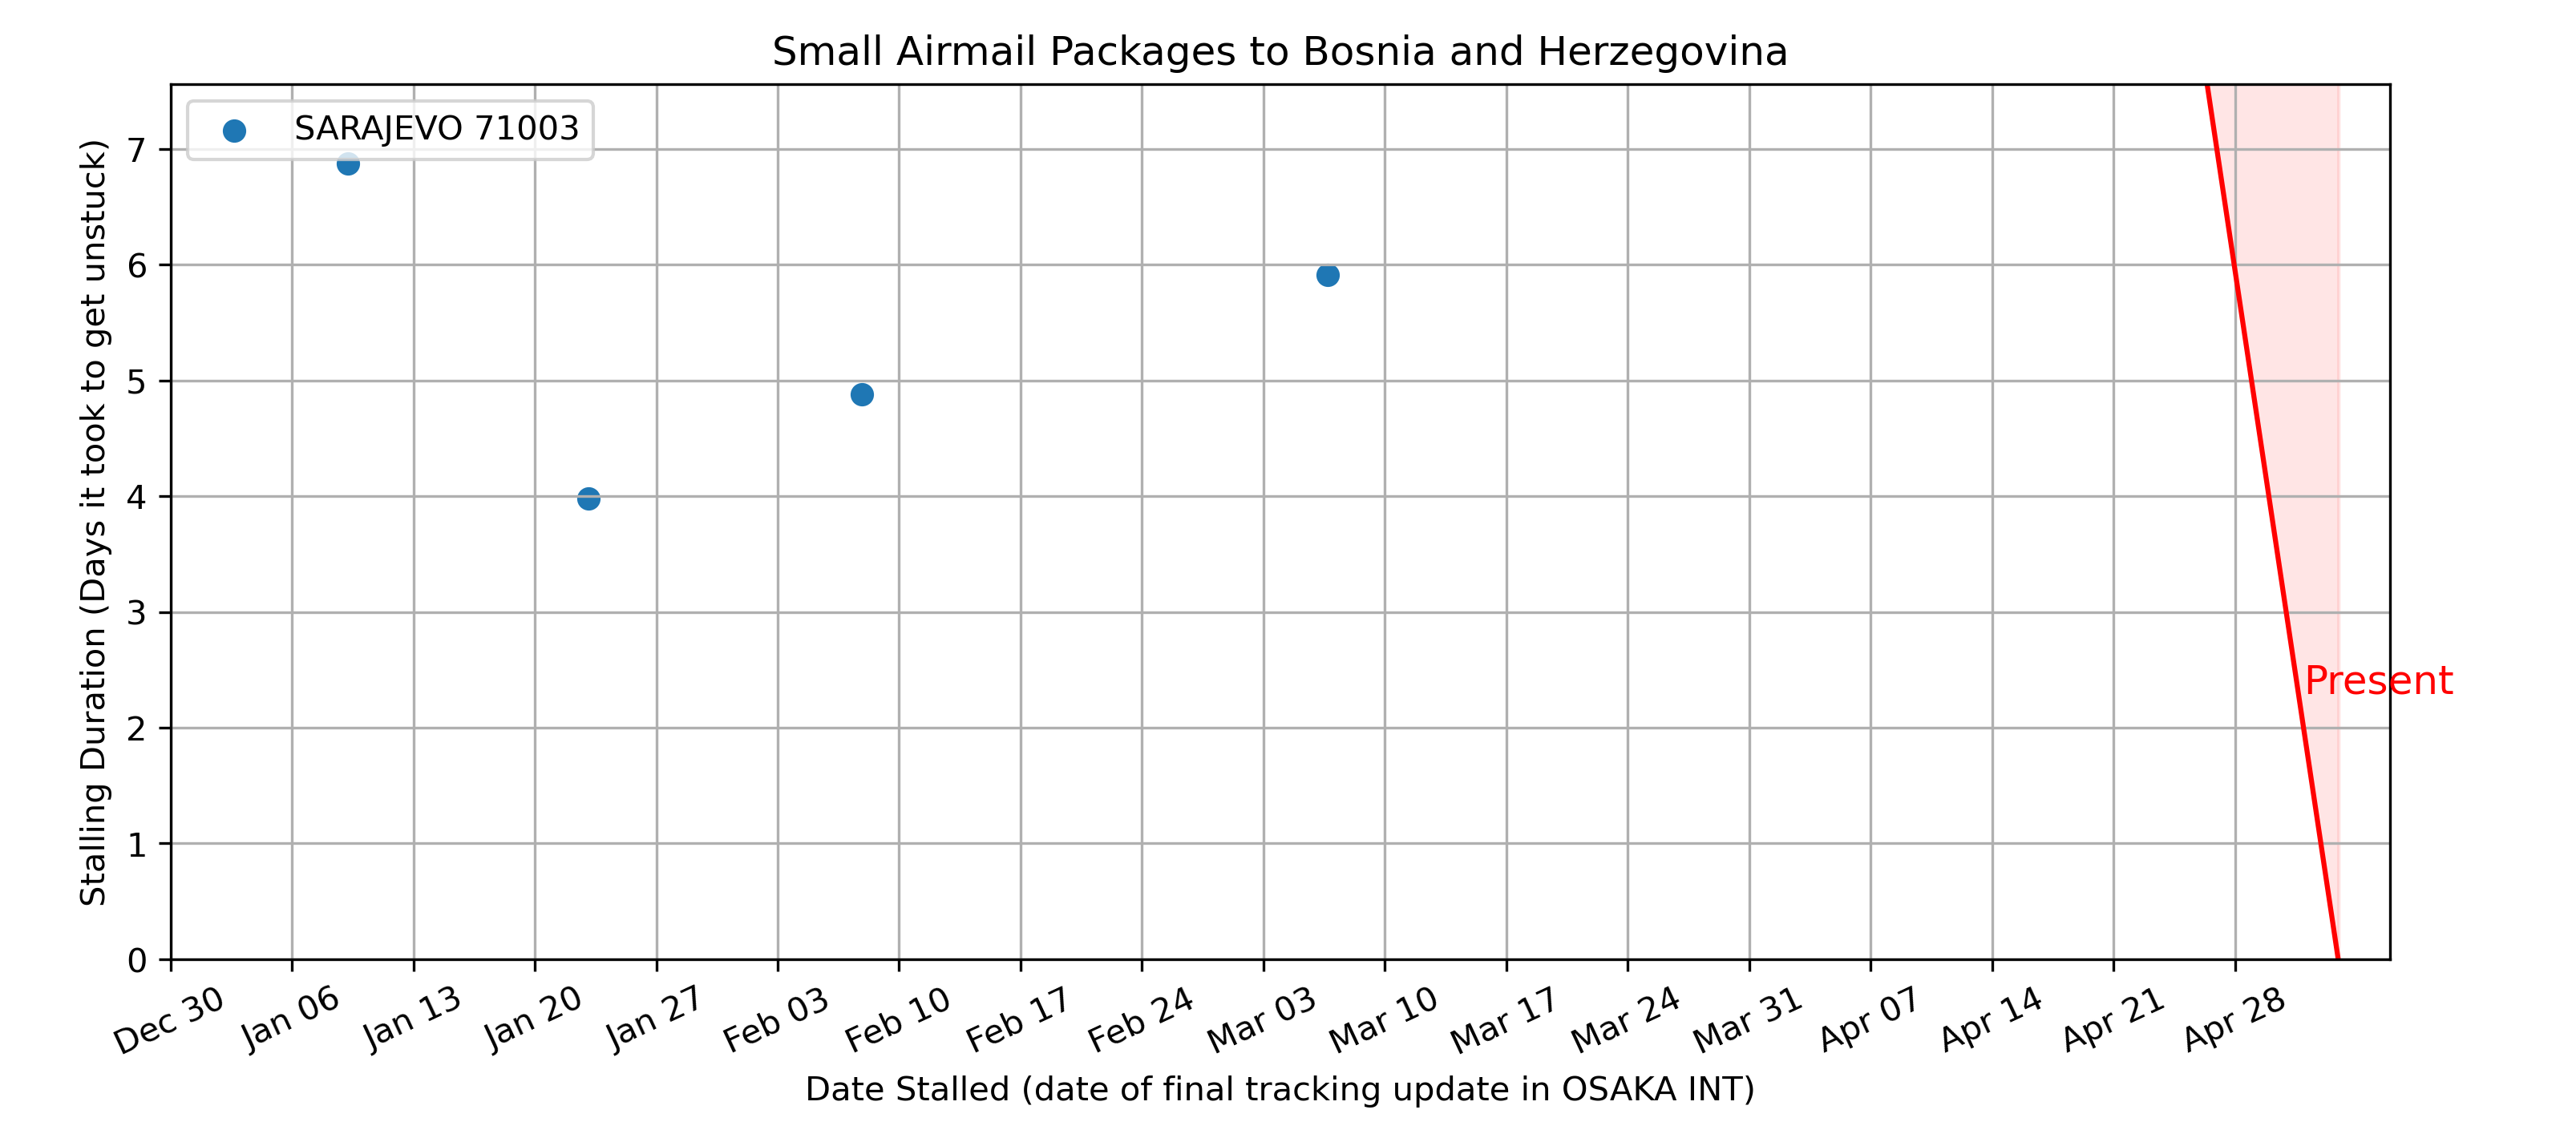 Small Airmail Packages to Bosnia and Herzegovina
SARAJEVO 71003
Stalling Duration (Days it took to get unstuck)
7
6
5
4
3
2
1
0
Present
Dec 30 Jan 06 Jan 13 Jan 20 Jan 27 Feb 03 Feb 10 Feb 17 Feb 24 Mar 03 Mar 10 Mar 17 Mar 24 Mar 31 Apr 07 Apr 14 Apr 21 Apr 28
Date Stalled (date of final tracking update in OSAKA INT)